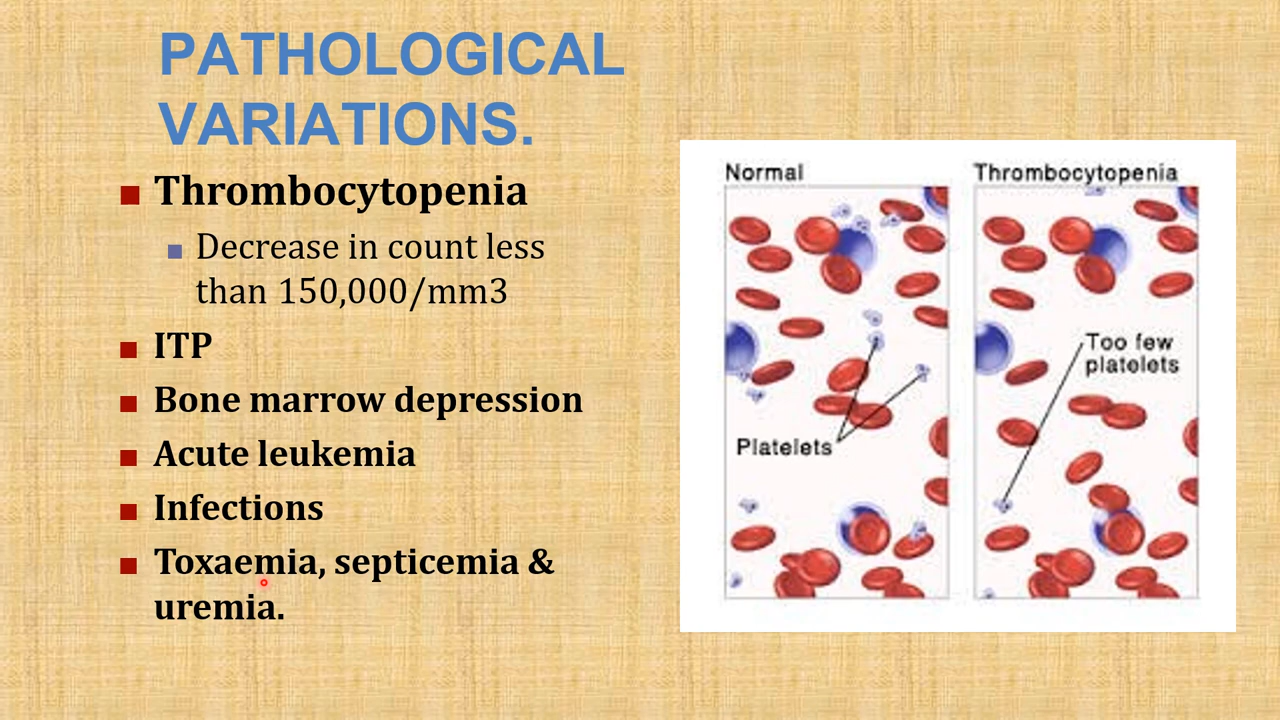 PATHOLOGICAL
VARIATIONS.
Thrombocytopenia
Decrease in count less
than 150,000/mm3
ITP
Bone marrow depression
Acute leukemia
Infections
Toxaemia, septicemia &
uremia.
Normal
Platelets
Thrombocytopenia
Too few
platelets